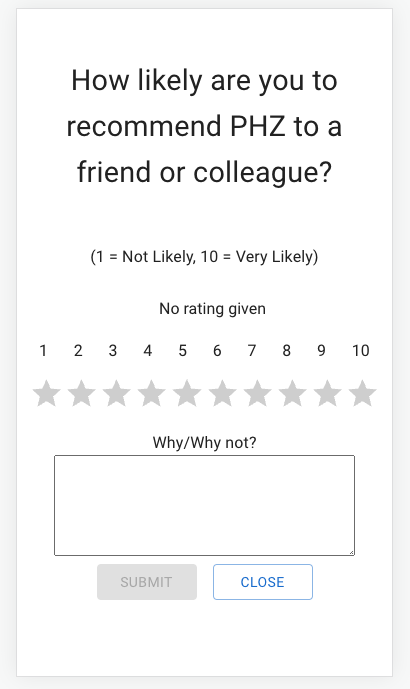 How likely are you to
recommend PHZ to a
friend or colleague?
(1 = Not Likely, 10 = Very Likely)
No rating given
1 2 3 4 5 6 7 8 9 10
Why/Why not?
SUBMIT CLOSE